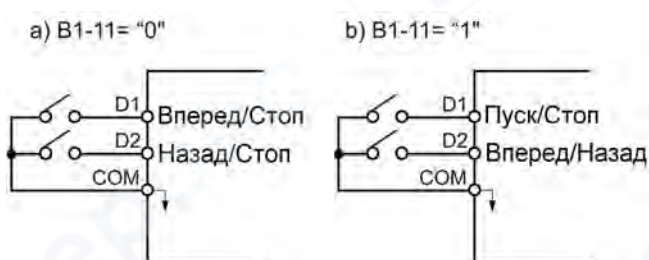 a) B1-11= "0"
b) B1-11= "1"
D1 Вперед/Стоп
D2 Назад/Стоп
COM
D1 Пуск/Стоп
D2 Вперед/Назад
COM